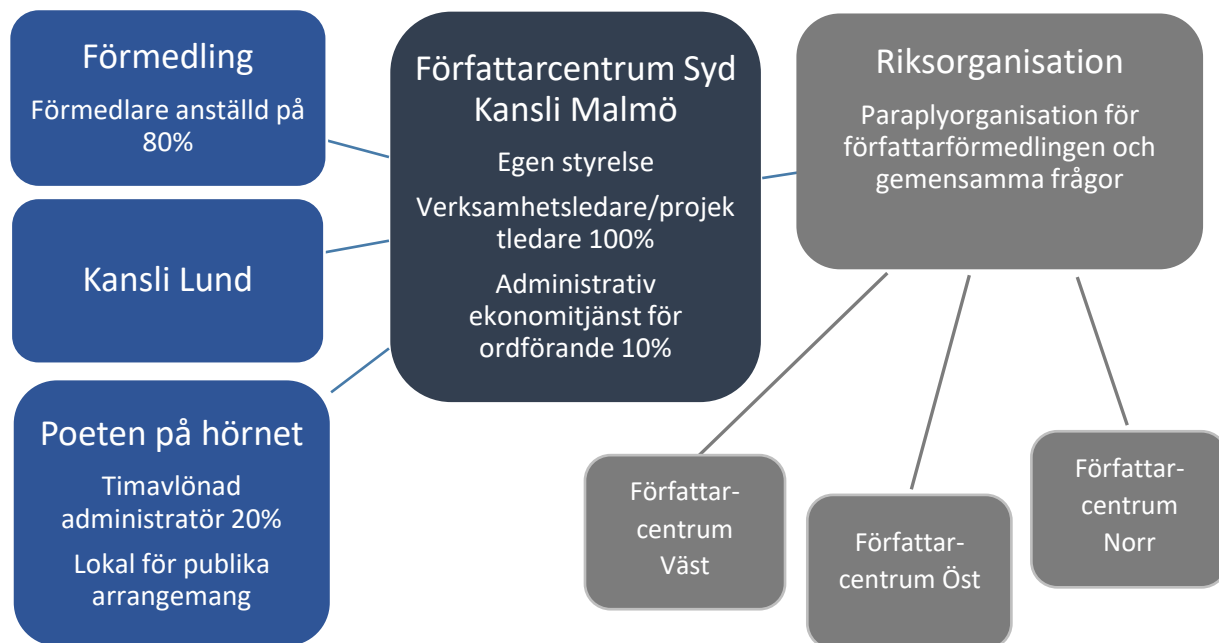 Förmedling
Förmedlare anställd på
80%
Kansli Lund
Poeten på hörnet
Timavlönad
administratör 20%
Lokal för publika
arrangemang
Författarcentrum Syd
Kansli Malmö
Egen styrelse
Verksamhetsledare/projek
tledare 100%
Administrativ
ekonomitjänst för
ordförande 10%
Riksorganisation
Paraplyorganisation för
författarförmedlingen och
gemensamma frågor
Författar-
centrum
Väst
Författar-
centrum Öst
Författar-
centrum
Norr